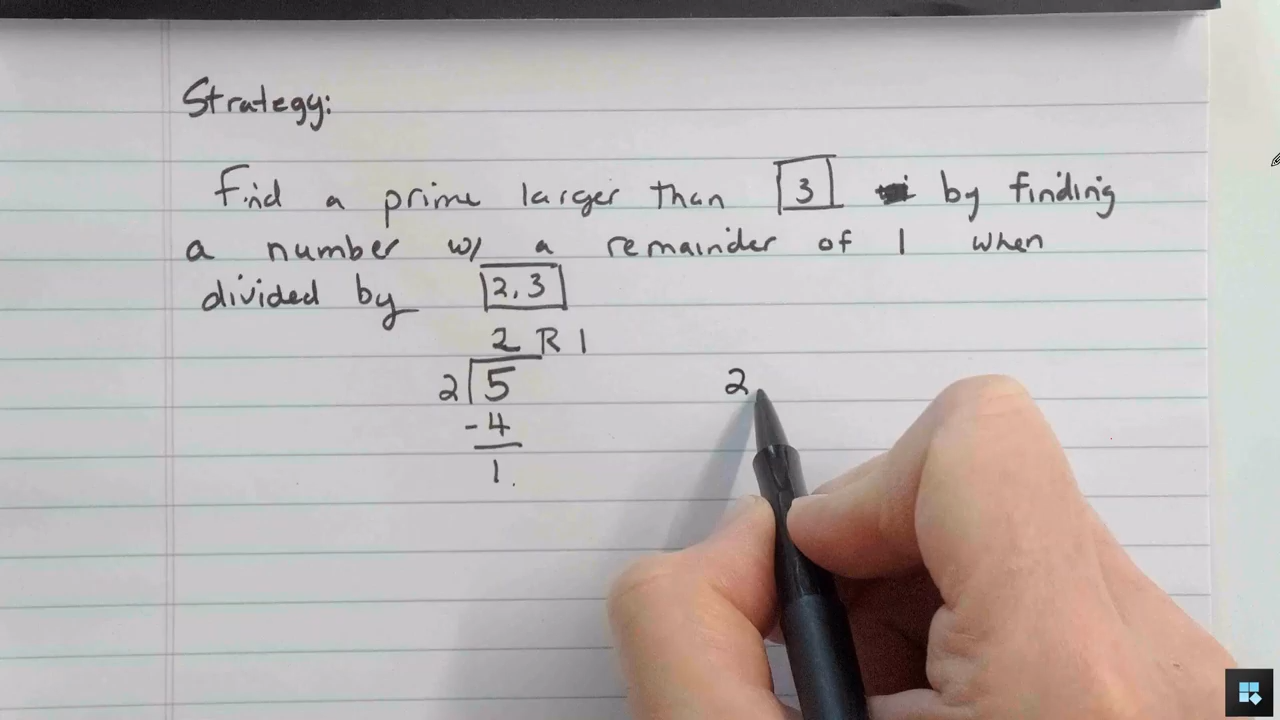 Strategy:
Find a prime larger than 3 by finding
a number w/ a remainder of 1 when
divided by 2,3
2 R 1
2 5 2
-4
1.